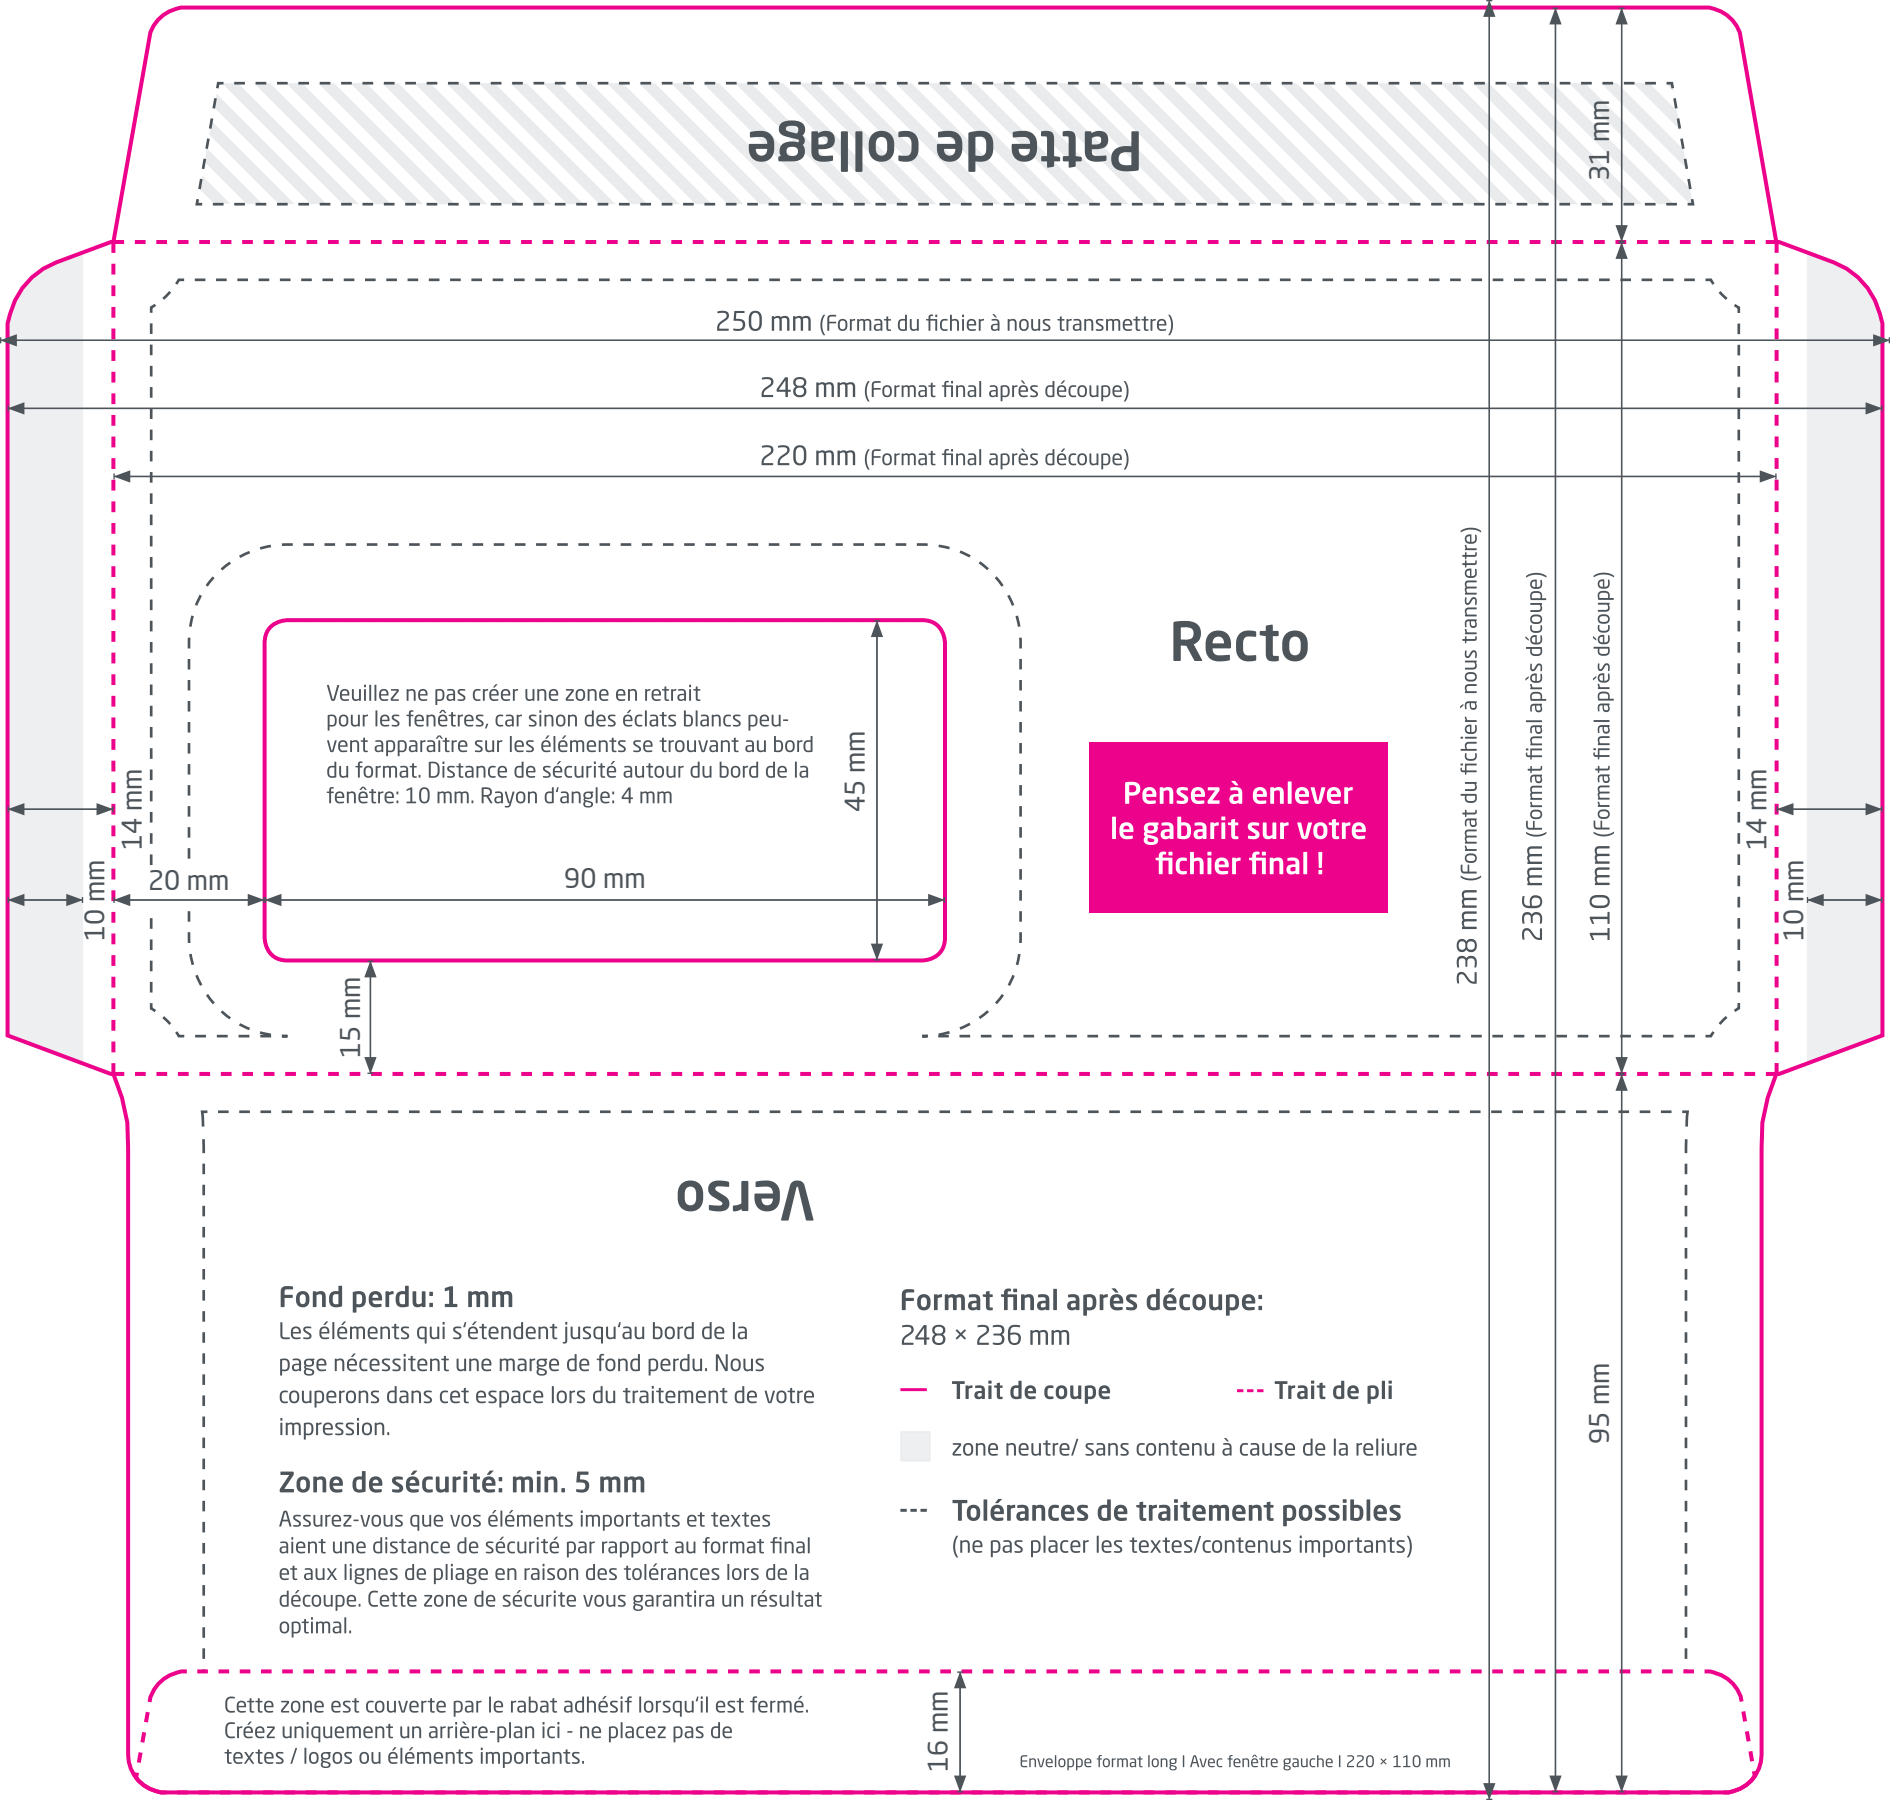 Patte de collage
31 mm
250 mm (Format du fichier à nous transmettre)
248 mm (Format final après découpe)
220 mm (Format final après découpe)
Recto
Veuillez ne pas créer une zone en retrait
pour les fenêtres, car sinon des éclats blancs peu-
vent apparaître sur les éléments se trouvant au bord
du format. Distance de sécurité autour du bord de la
fenêtre: 10 mm. Rayon d‘angle: 4 mm
45 mm
90 mm
20 mm
14 mm
10 mm
15 mm
Pensez à enlever
le gabarit sur votre
fichier final !
238 mm (Format du fichier à nous transmettre)
236 mm (Format final après découpe)
110 mm (Format final après découpe)
14 mm
10 mm
Verso
Fond perdu: 1 mm
Les éléments qui s‘étendent jusqu‘au bord de la
page nécessitent une marge de fond perdu. Nous
couperons dans cet espace lors du traitement de votre
impression.
Zone de sécurité: min. 5 mm
Assurez-vous que vos éléments importants et textes
aient une distance de sécurité par rapport au format final
et aux lignes de pliage en raison des tolérances lors de la
découpe. Cette zone de sécurite vous garantira un résultat
optimal.
Format final après découpe:
248 × 236 mm
Trait de coupe
Trait de pli
zone neutre/ sans contenu à cause de la reliure
Tolérances de traitement possibles
(ne pas placer les textes/contenus importants)
95 mm
Cette zone est couverte par le rabat adhésif lorsqu‘il est fermé.
Créez uniquement un arrière-plan ici - ne placez pas de
textes / logos ou éléments importants.
16 mm
Enveloppe format long I Avec fenêtre gauche I 220 × 110 mm